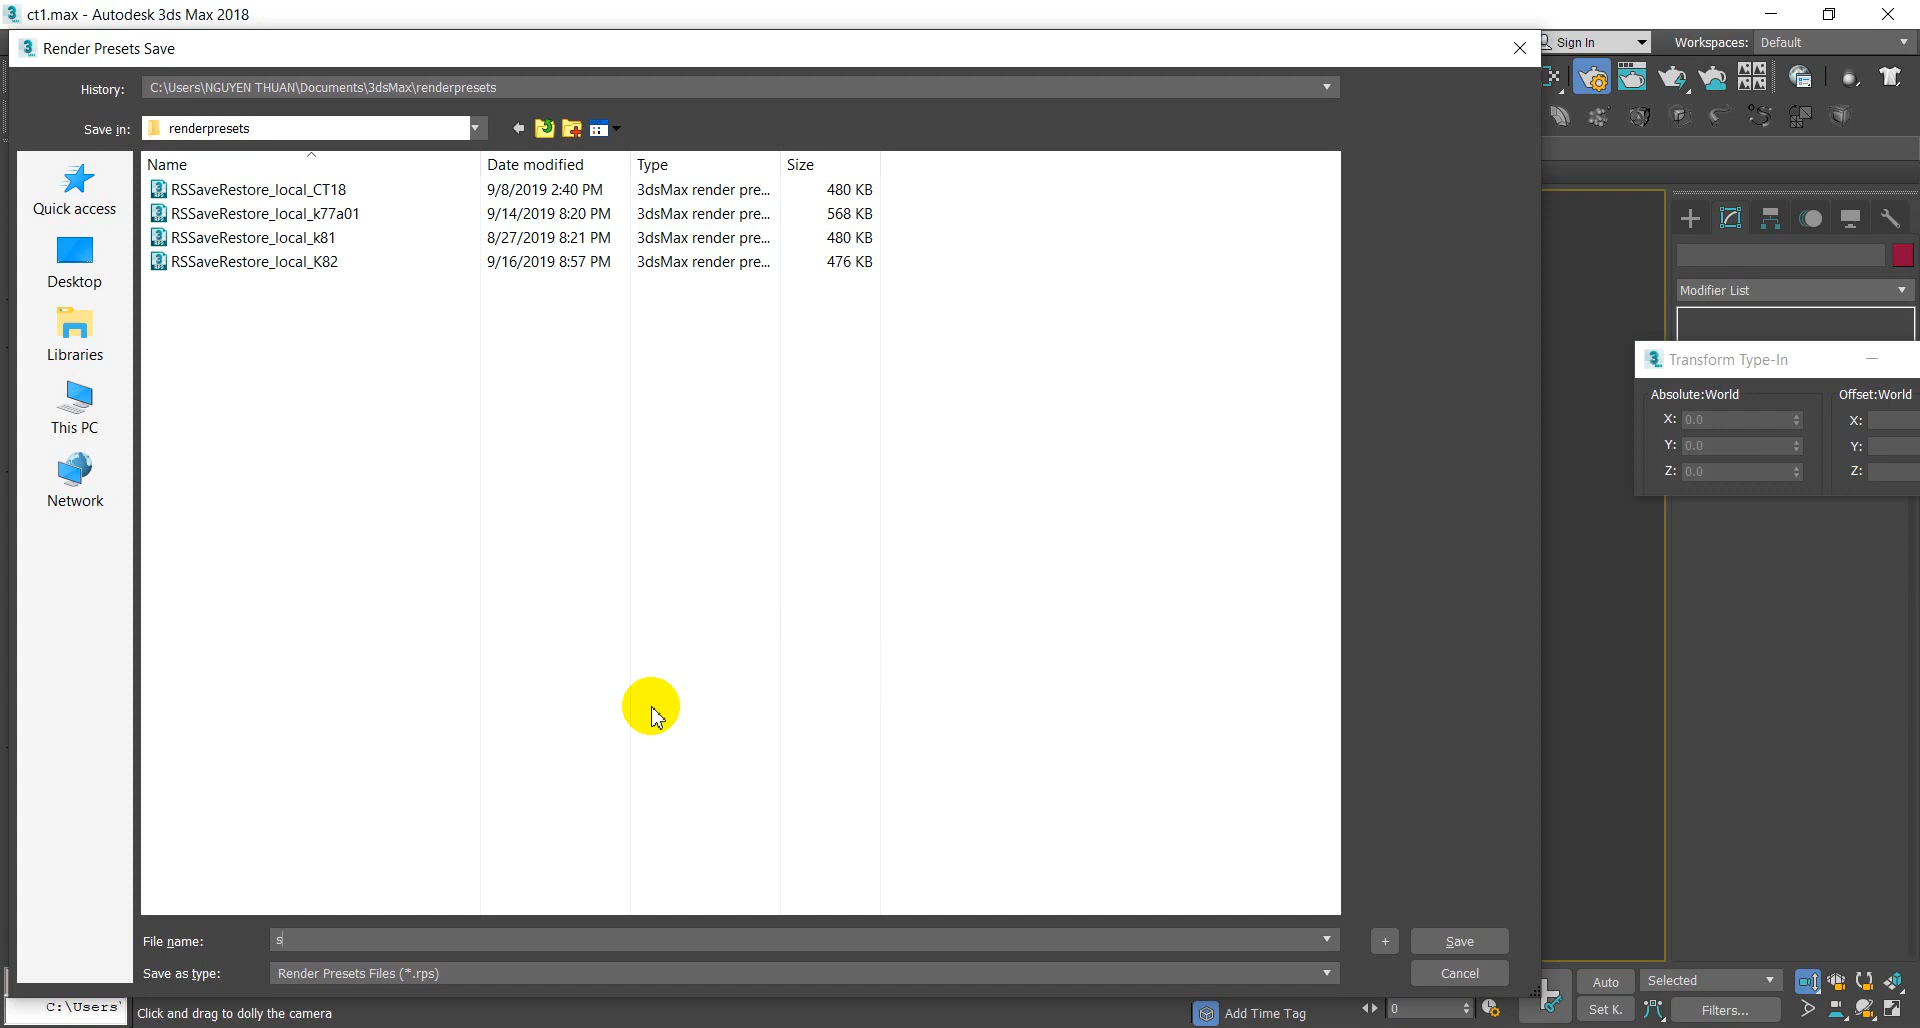 ct1.max - Autodesk 3ds Max 2018
Render Presets Save
Sign In
Workspaces: Default
History: C:\Users\NGUYEN THUAN\Documents\3dsMax\renderpresets
Save in: renderpresets
Name Date modified Type Size
RSSaveRestore_local_CT18 9/8/2019 2:40 PM 3dsMax render pre... 480 KB
RSSaveRestore_local_k77a01 9/14/2019 8:20 PM 3dsMax render pre... 568 KB
RSSaveRestore_local_k81 8/27/2019 8:21 PM 3dsMax render pre... 480 KB
RSSaveRestore_local_K82 9/16/2019 8:57 PM 3dsMax render pre... 476 KB
Quick access
Desktop
Libraries
This PC
Network
Modifier List
Transform Type-In
Absolute:World Offset:World
X: 0.0 X:
Y: 0.0 Y:
Z: 0.0 Z:
File name: s
+ Save
Save as type: Render Presets Files (*.rps)
Cancel
Auto Selected
C:\Users'
Click and drag to dolly the camera
Add Time Tag
0
Set K. Filters...